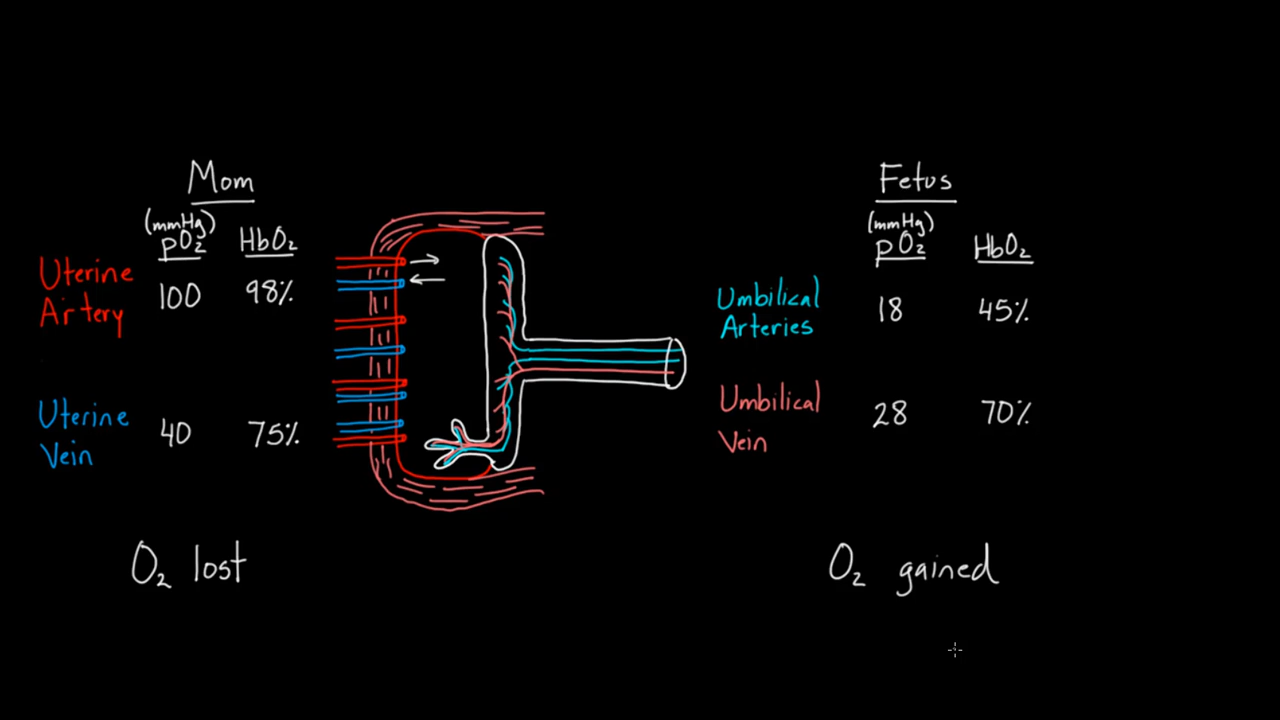 Mom
(mmHg)
pO₂ HbO₂
Uterine
Artery
100 98%
Uterine
Vein
40 75%
O₂ lost
Fetus
(mmHg)
pO₂ HbO₂
Umbilical
Arteries
18 45%
Umbilical
Vein
28 70%
O₂ gained